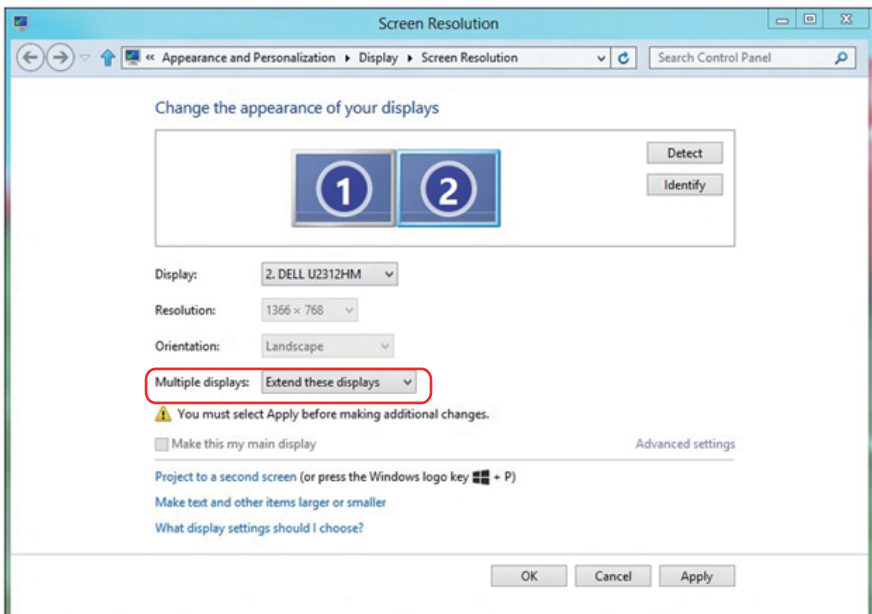 Screen Resolution
« Appearance and Personalization ▸ Display ▸ Screen Resolution
Search Control Panel
Change the appearance of your displays
1 2
Detect
Identify
Display: 2. DELL U2312HM
Resolution: 1366 × 768
Orientation: Landscape
Multiple displays: Extend these displays
You must select Apply before making additional changes.
Make this my main display Advanced settings
Project to a second screen (or press the Windows logo key + P)
Make text and other items larger or smaller
What display settings should I choose?
OK Cancel Apply